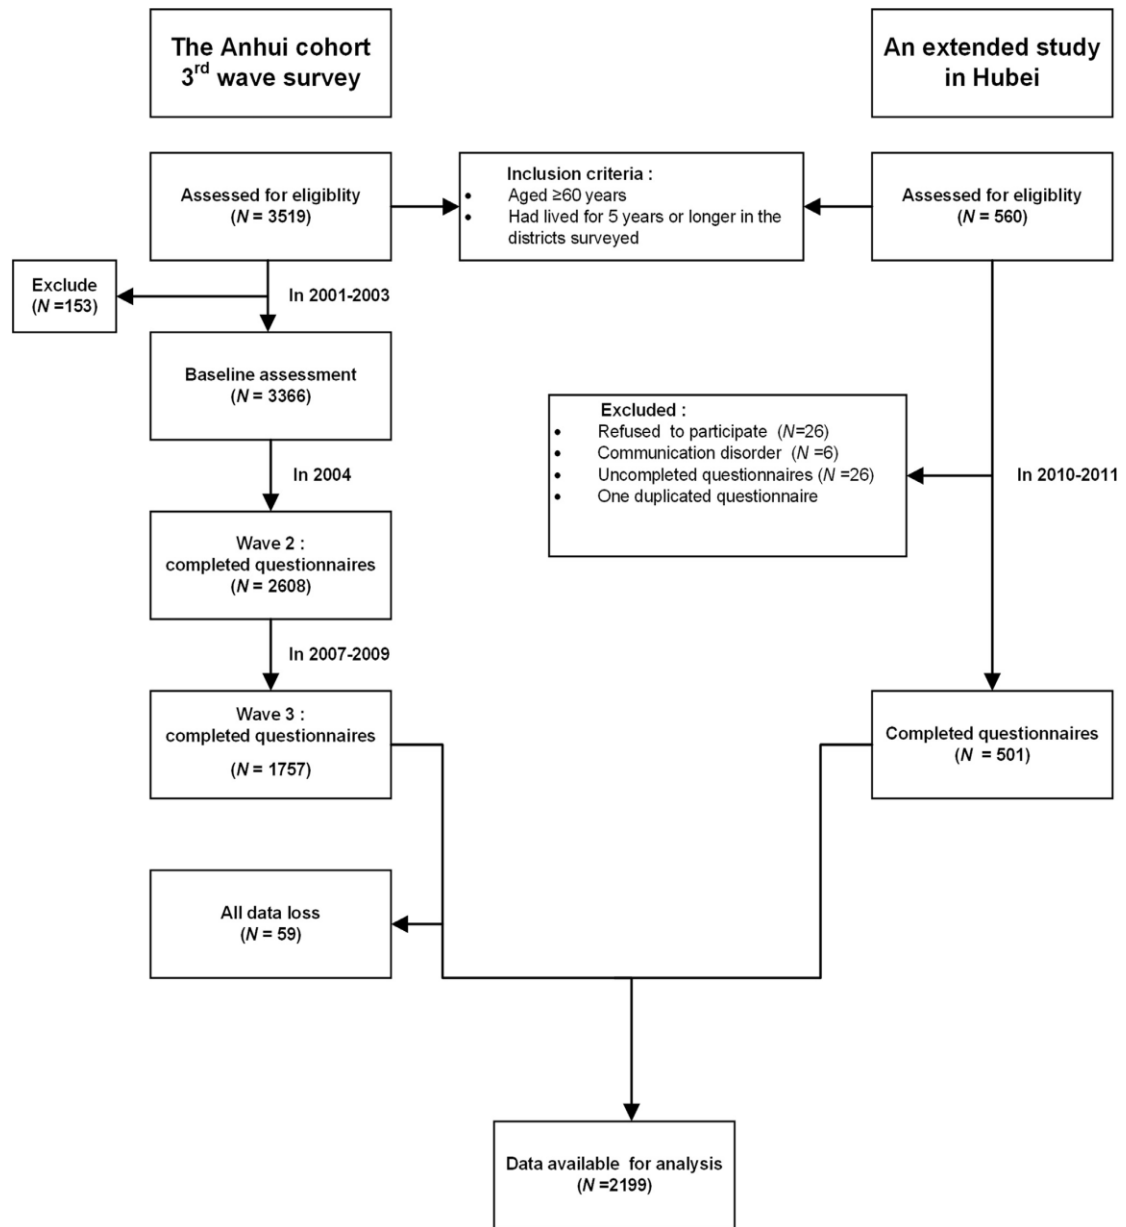 The Anhui cohort
3rd wave survey
An extended study
in Hubei
Assessed for eligiblity
(N = 3519)
Inclusion criteria :
• Aged ≥60 years
• Had lived for 5 years or longer in the
districts surveyed
Assessed for eligibility
(N = 560)
Exclude
(N =153)
In 2001-2003
Baseline assessment
(N = 3366)
Excluded :
• Refused to participate (N=26)
• Communication disorder (N =6)
• Uncompleted questionnaires (N =26)
• One duplicated questionnaire
In 2004
In 2010-2011
Wave 2 :
completed questionnaires
(N = 2608)
In 2007-2009
Wave 3 :
completed questionnaires
(N = 1757)
Completed questionnaires
(N = 501)
All data loss
(N = 59)
Data available for analysis
(N =2199)